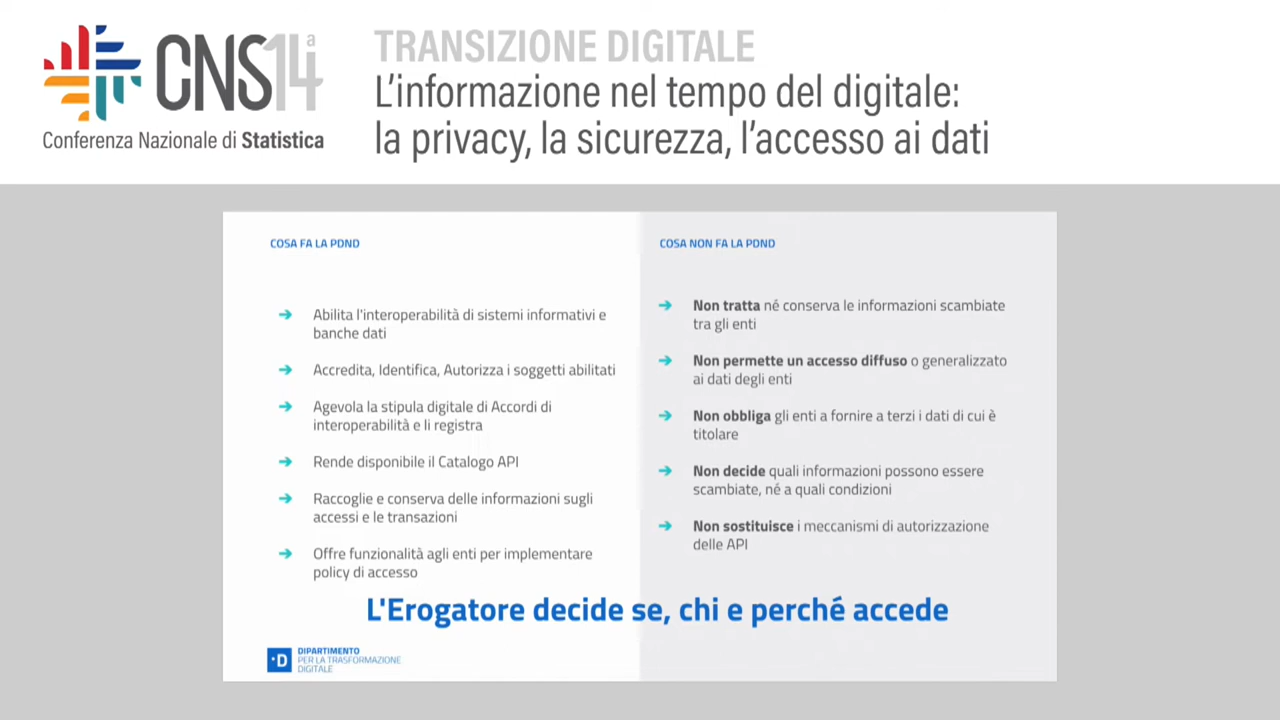 CNS14ª
Conferenza Nazionale di Statistica
TRANSIZIONE DIGITALE
L'informazione nel tempo del digitale:
la privacy, la sicurezza, l'accesso ai dati
COSA FA LA PDND
Abilita l'interoperabilità di sistemi informativi e
banche dati
Accredita, Identifica, Autorizza i soggetti abilitati
Agevola la stipula digitale di Accordi di
interoperabilità e li registra
Rende disponibile il Catalogo API
Raccoglie e conserva delle informazioni sugli
accessi e le transazioni
Offre funzionalità agli enti per implementare
policy di accesso
COSA NON FA LA PDND
Non tratta né conserva le informazioni scambiate
tra gli enti
Non permette un accesso diffuso o generalizzato
ai dati degli enti
Non obbliga gli enti a fornire a terzi i dati di cui è
titolare
Non decide quali informazioni possono essere
scambiate, né a quali condizioni
Non sostituisce i meccanismi di autorizzazione
delle API
L'Erogatore decide se, chi e perché accede
·D
DIPARTIMENTO
PER LA TRASFORMAZIONE
DIGITALE